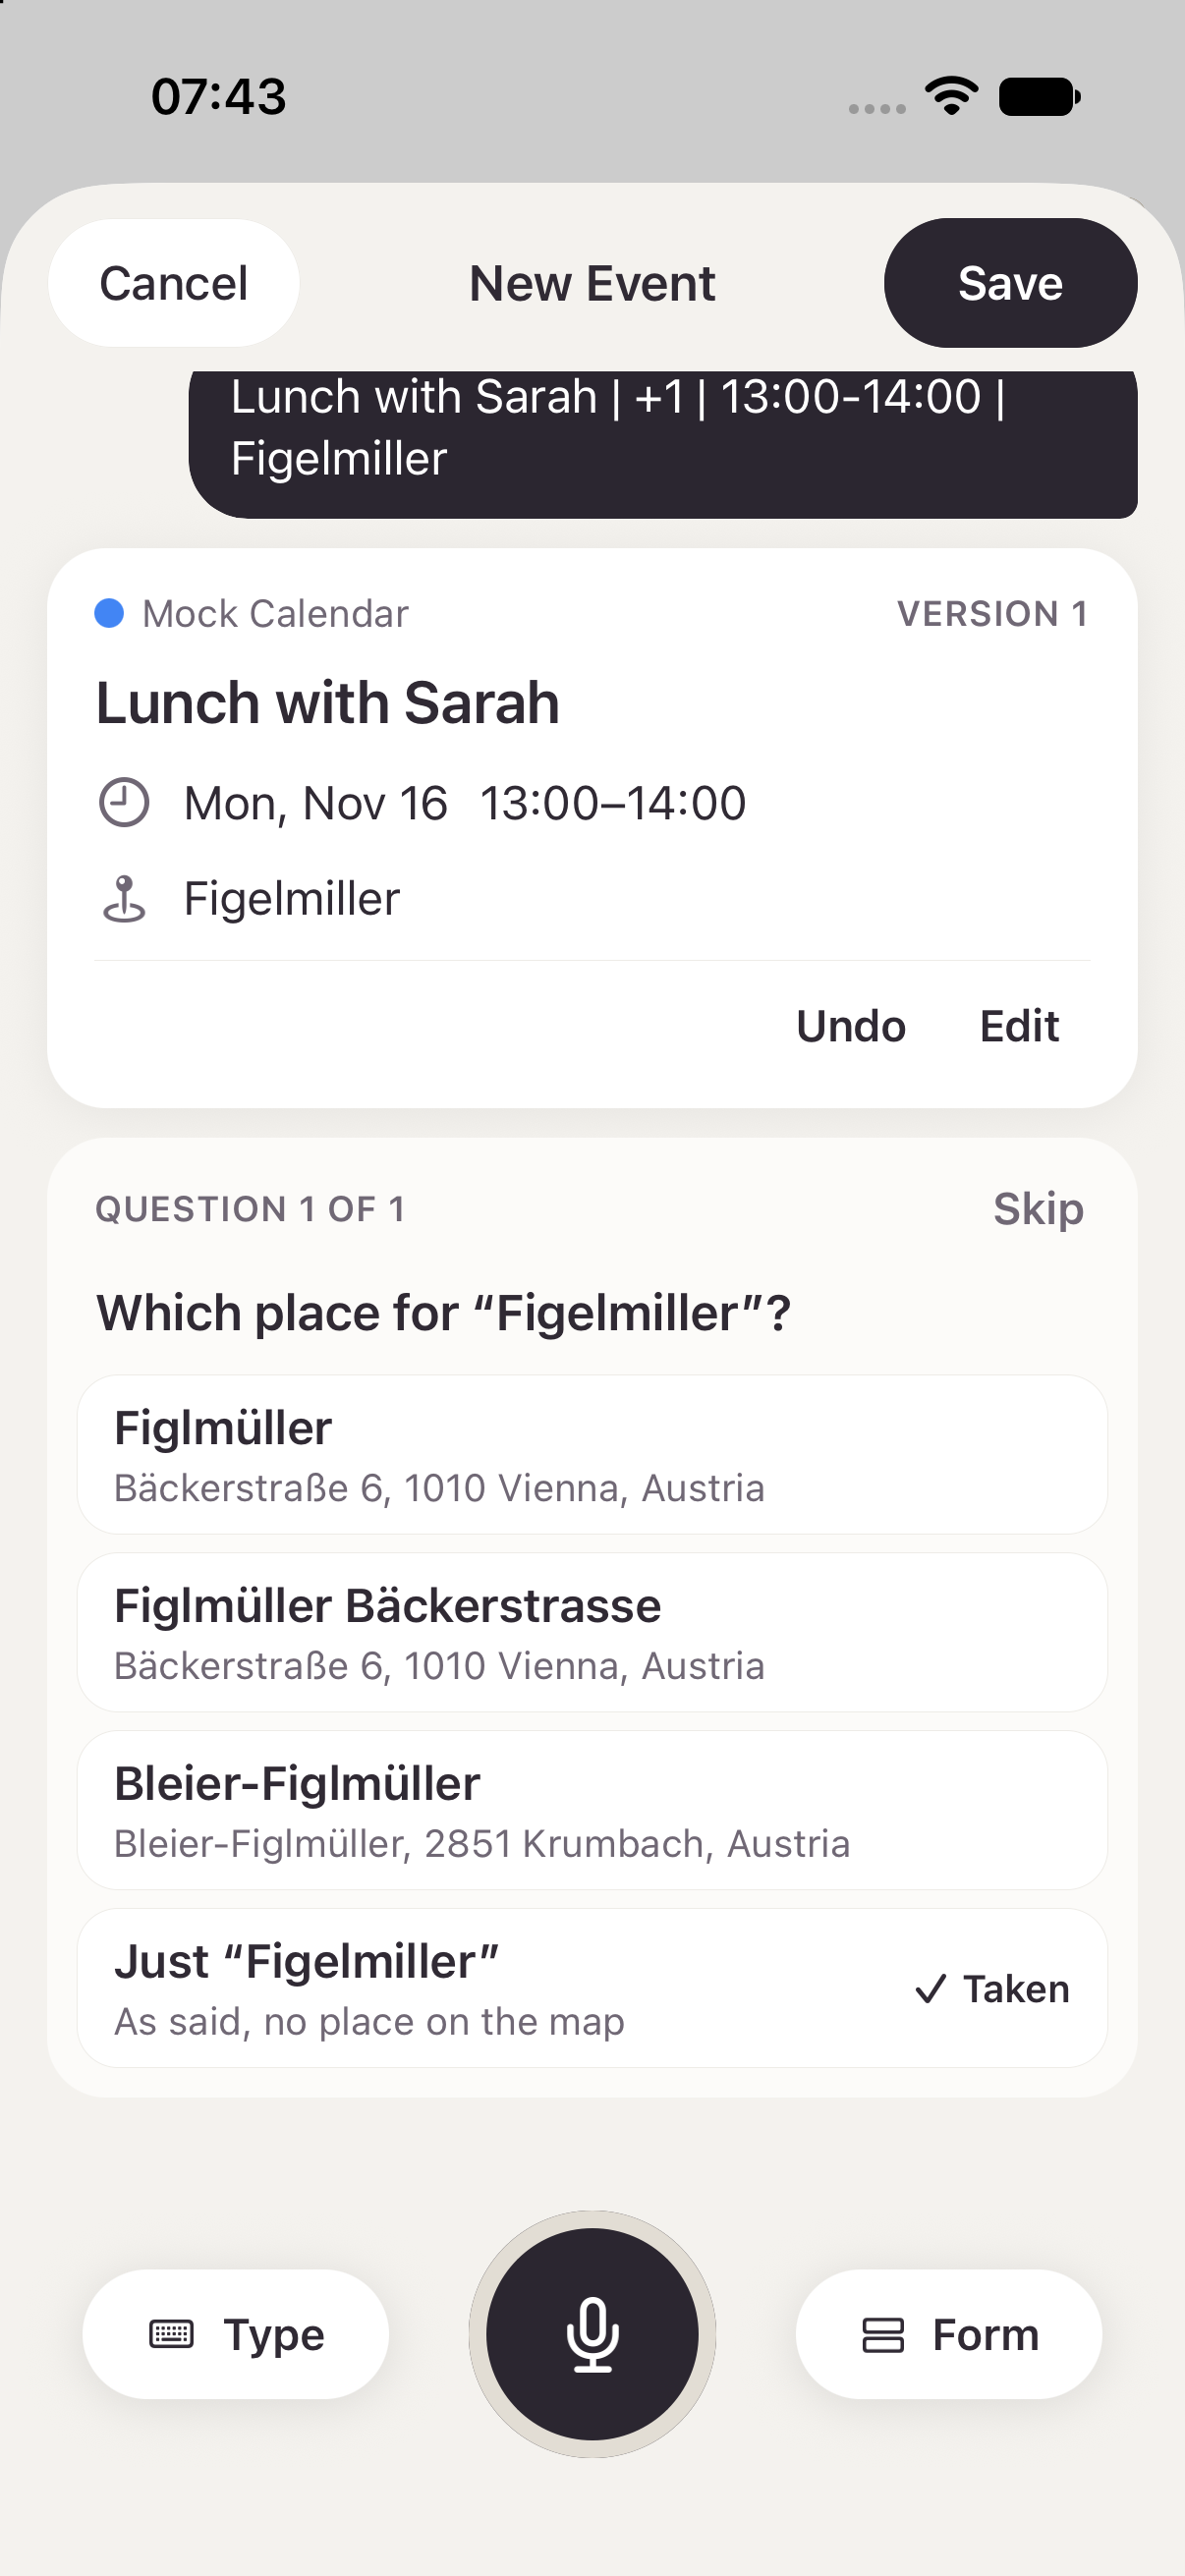 07:43
Cancel
New Event
Save
Lunch with Sarah | +1 | 13:00-14:00 |
Figelmiller
Mock Calendar
VERSION 1
Lunch with Sarah
Mon, Nov 16 13:00–14:00
Figelmiller
Undo
Edit
QUESTION 1 OF 1
Skip
Which place for “Figelmiller”?
Figlmüller
Bäckerstraße 6, 1010 Vienna, Austria
Figlmüller Bäckerstrasse
Bäckerstraße 6, 1010 Vienna, Austria
Bleier-Figlmüller
Bleier-Figlmüller, 2851 Krumbach, Austria
Just “Figelmiller”
As said, no place on the map
✓ Taken
Type
Form